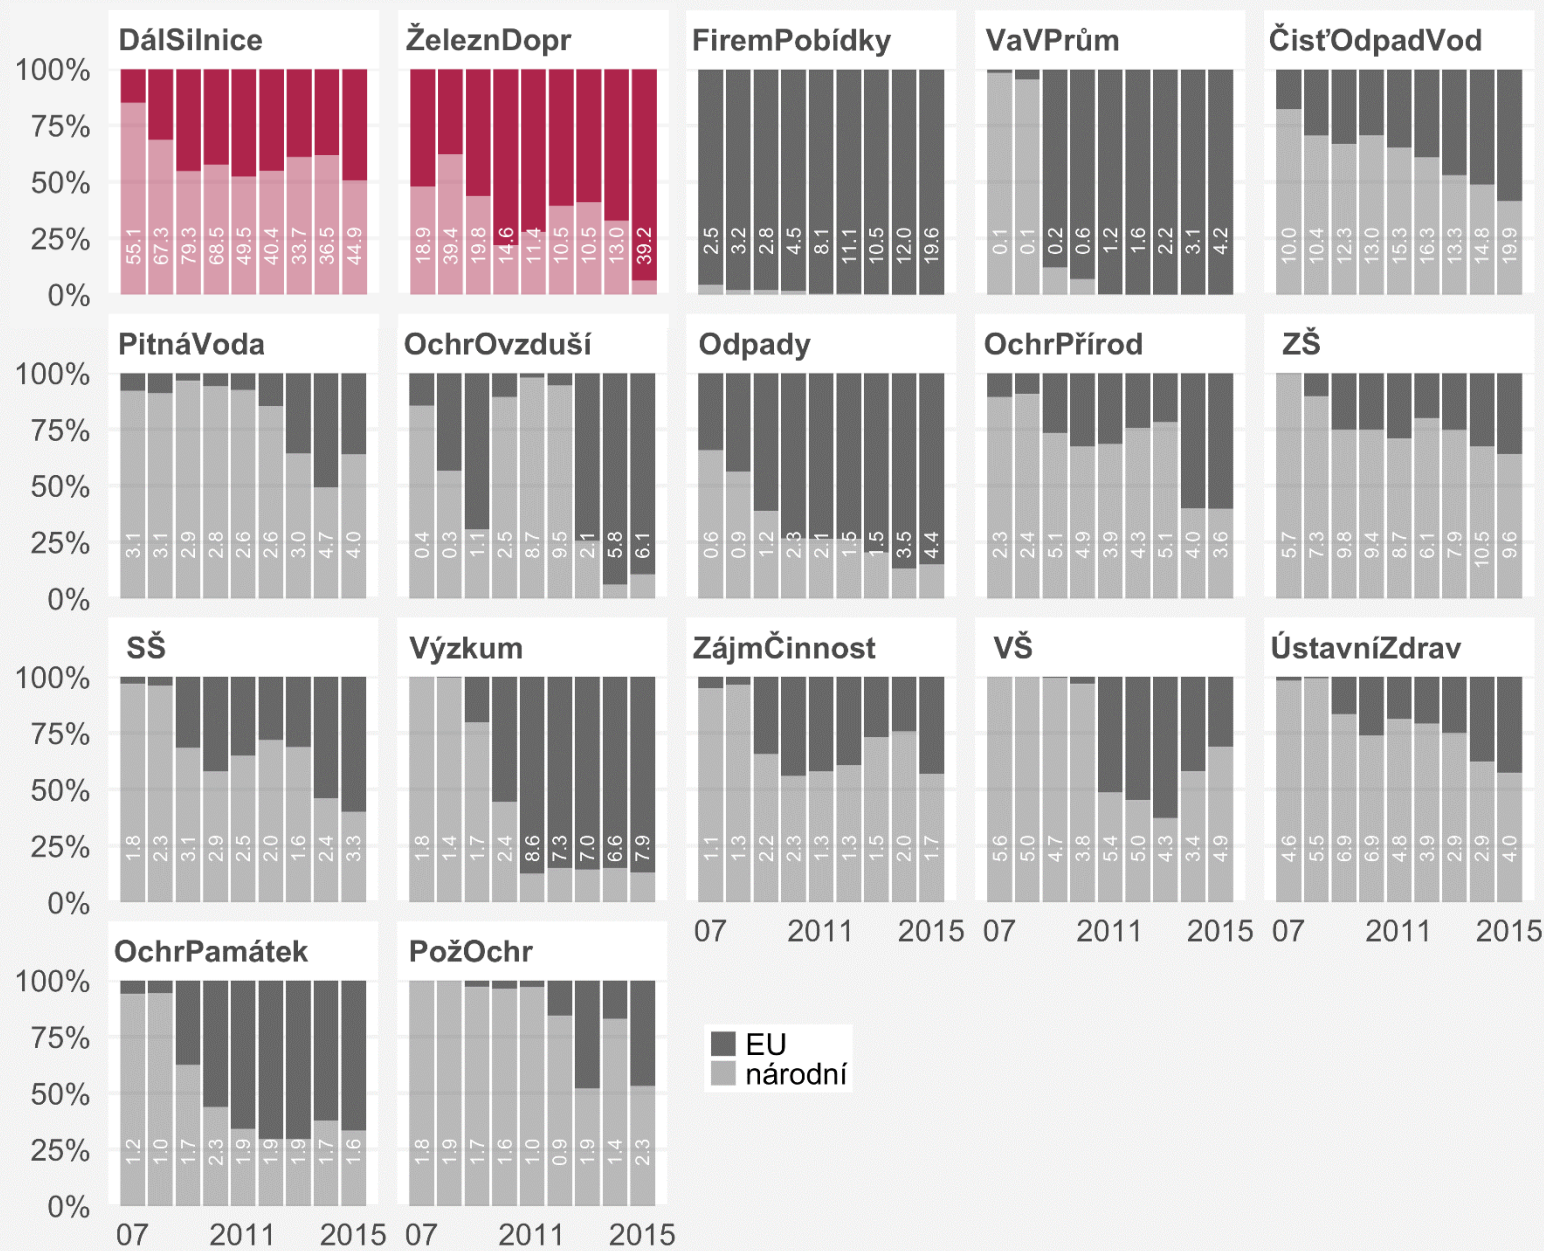 DálSilnice ŽeleznDopr FiremPobídky VaVPrům ČisťOdpadVod
100%
75%
50%
25%
0%
55.1 67.3 79.3 68.5 49.5 40.4 33.7 36.5 44.9
18.9 39.4 19.8 14.6 11.4 10.5 10.5 13.0 39.2
2.5 3.2 2.8 4.5 8.1 11.1 10.5 12.0 19.6
0.1 0.1 0.2 0.6 1.2 1.6 2.2 3.1 4.2
10.0 10.4 12.3 13.0 15.3 16.3 13.3 14.8 19.9
PitnáVoda OchrOvzduší Odpady OchrPřírod ZŠ
100%
75%
50%
25%
0%
3.1 3.1 2.9 2.8 2.6 2.6 3.0 4.7 4.0
0.4 0.3 1.1 2.5 8.7 9.5 2.1 5.8 6.1
0.6 0.9 1.2 2.3 2.1 1.5 1.5 3.5 4.4
2.3 2.4 5.1 4.9 3.9 4.3 5.1 4.0 3.6
5.7 7.3 9.8 9.4 8.7 6.1 7.9 10.5 9.6
SŠ Výzkum ZájmČinnost VŠ ÚstavníZdrav
100%
75%
50%
25%
0%
1.8 2.3 3.1 2.9 2.5 2.0 1.6 2.4 3.3
1.8 1.4 1.7 2.4 8.6 7.3 7.0 6.6 7.9
1.1 1.3 2.2 2.3 1.3 1.3 1.5 2.0 1.7
5.6 5.0 4.7 3.8 5.4 5.0 4.3 3.4 4.9
4.6 5.5 6.9 6.9 4.8 3.9 2.9 2.9 4.0
07 2011 2015 07 2011 2015 07 2011 2015
OchrPamátek PožOchr
100%
75%
50%
25%
0%
1.2 1.0 1.7 2.3 1.9 1.9 1.9 1.7 1.6
1.8 1.9 1.7 1.6 1.0 0.9 1.9 1.4 2.3
07 2011 2015 07 2011 2015
EU
národní